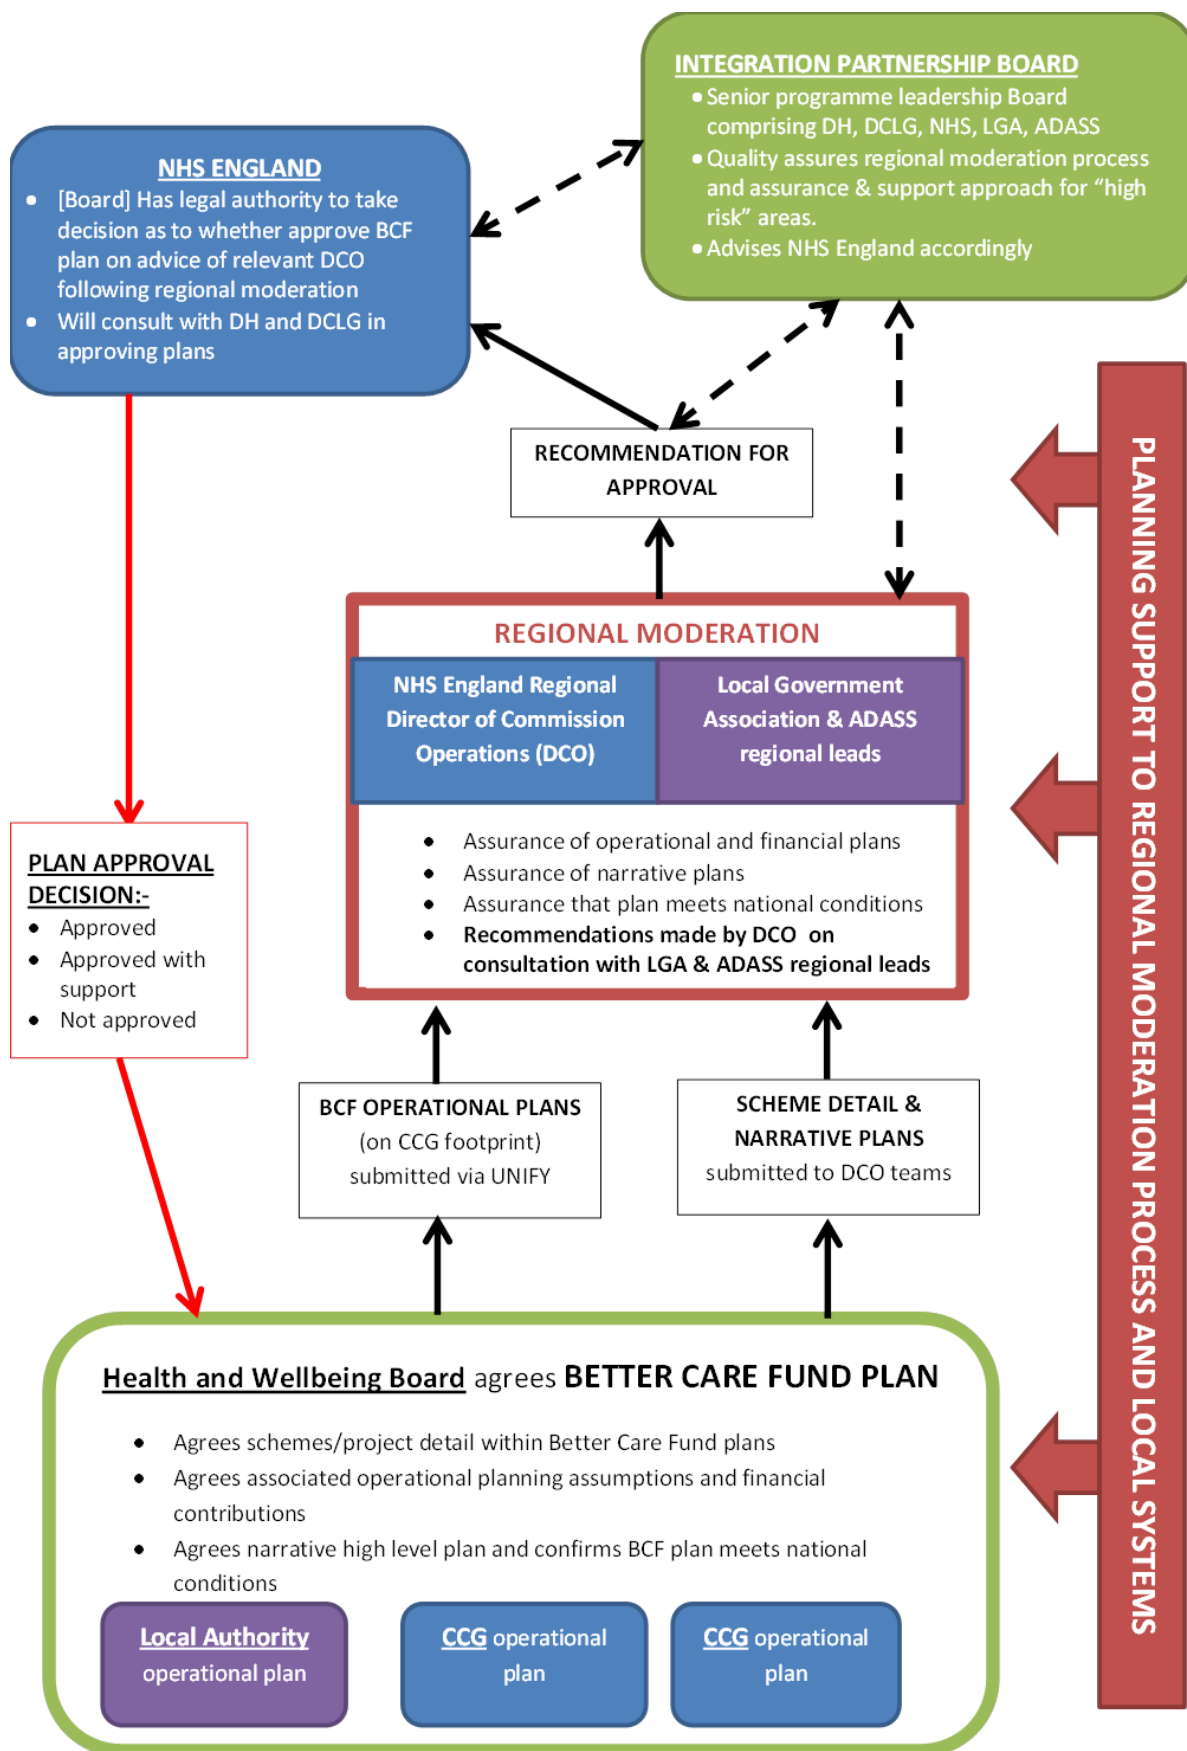 INTEGRATION PARTNERSHIP BOARD
• Senior programme leadership Board
comprising DH, DCLG, NHS, LGA, ADASS
• Quality assures regional moderation process
and assurance & support approach for “high
risk” areas.
• Advises NHS England accordingly
NHS ENGLAND
• [Board] Has legal authority to take
decision as to whether approve BCF
plan on advice of relevant DCO
following regional moderation
• Will consult with DH and DCLG in
approving plans
RECOMMENDATION FOR
APPROVAL
REGIONAL MODERATION
NHS England Regional
Director of Commission
Operations (DCO)
Local Government
Association & ADASS
regional leads
• Assurance of operational and financial plans
• Assurance of narrative plans
• Assurance that plan meets national conditions
• Recommendations made by DCO on
consultation with LGA & ADASS regional leads
PLAN APPROVAL
DECISION:-
• Approved
• Approved with
support
• Not approved
BCF OPERATIONAL PLANS
(on CCG footprint)
submitted via UNIFY
SCHEME DETAIL &
NARRATIVE PLANS
submitted to DCO teams
Health and Wellbeing Board agrees BETTER CARE FUND PLAN
• Agrees schemes/project detail within Better Care Fund plans
• Agrees associated operational planning assumptions and financial
contributions
• Agrees narrative high level plan and confirms BCF plan meets national
conditions
Local Authority
operational plan
CCG operational
plan
CCG operational
plan
PLANNING SUPPORT TO REGIONAL MODERATION PROCESS AND LOCAL SYSTEMS